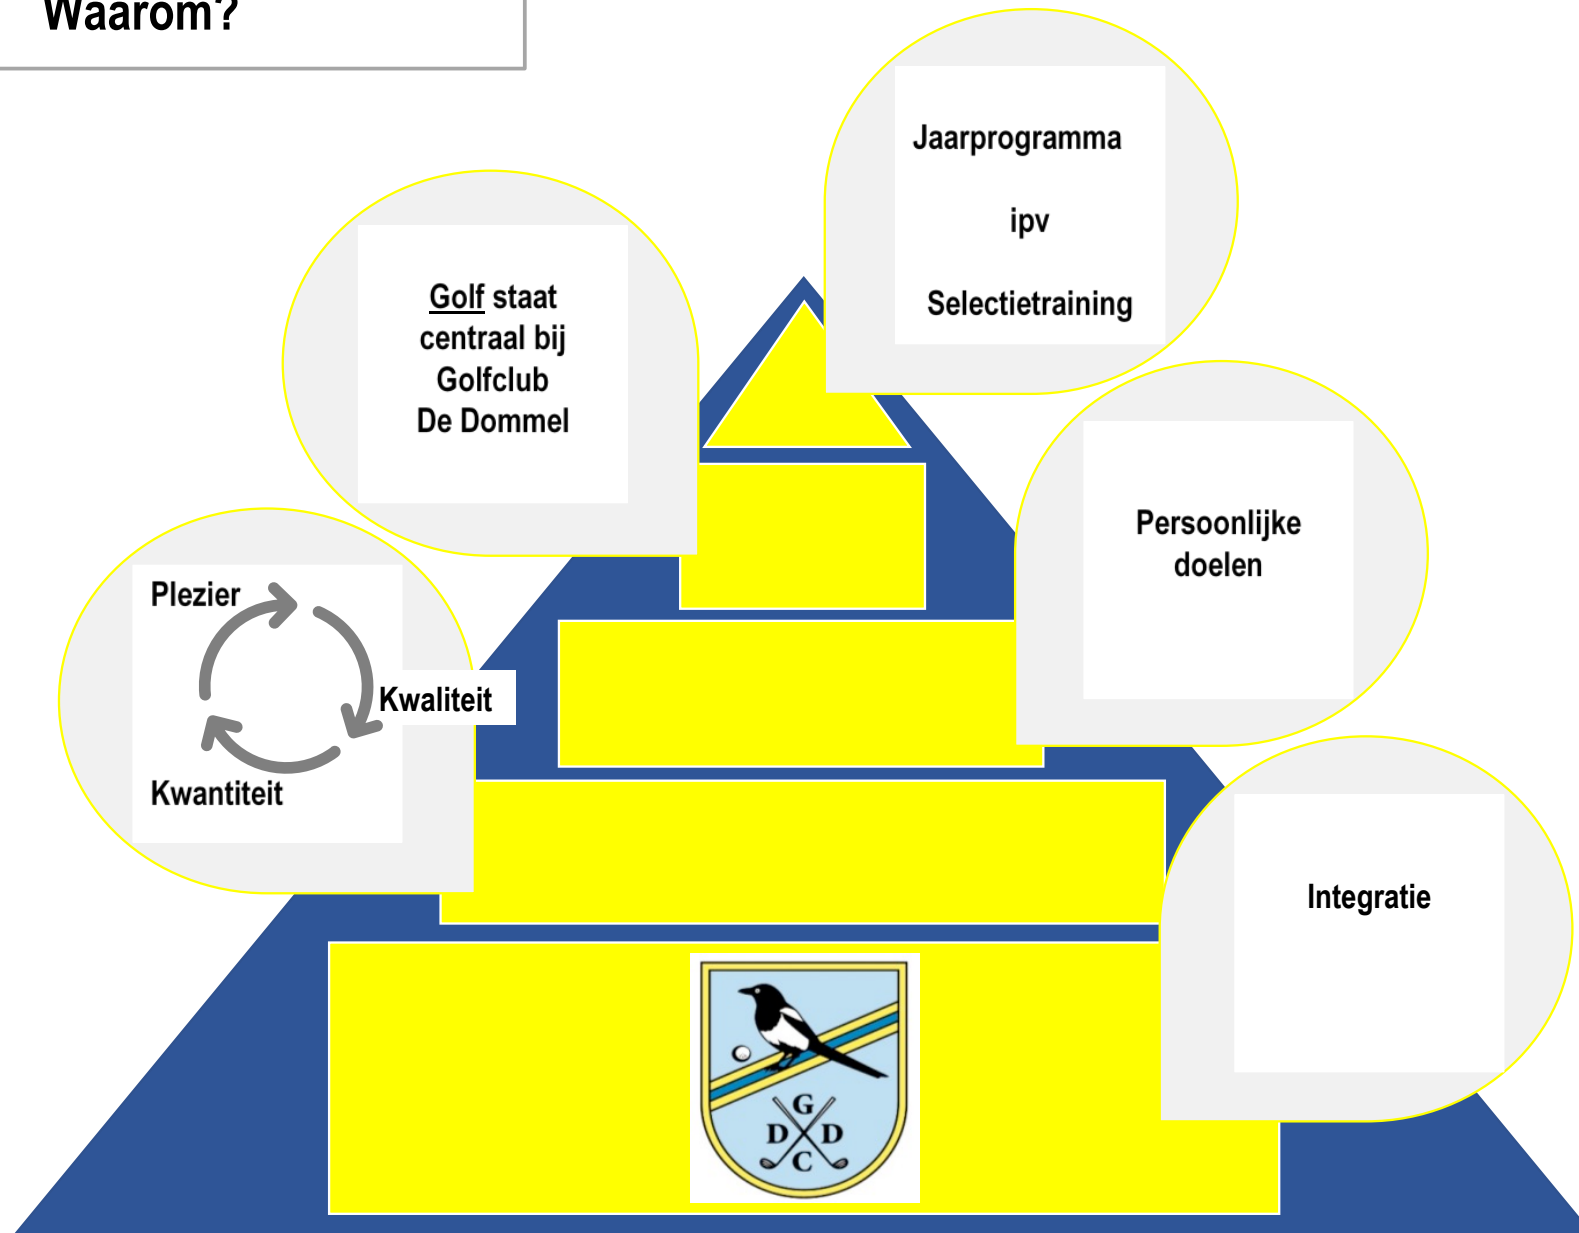 Waarom?
Jaarprogramma
ipv
Selectietraining
Golf staat
centraal bij
Golfclub
De Dommel
Persoonlijke
doelen
Plezier
Kwaliteit
Kwantiteit
Integratie
G
D D
C